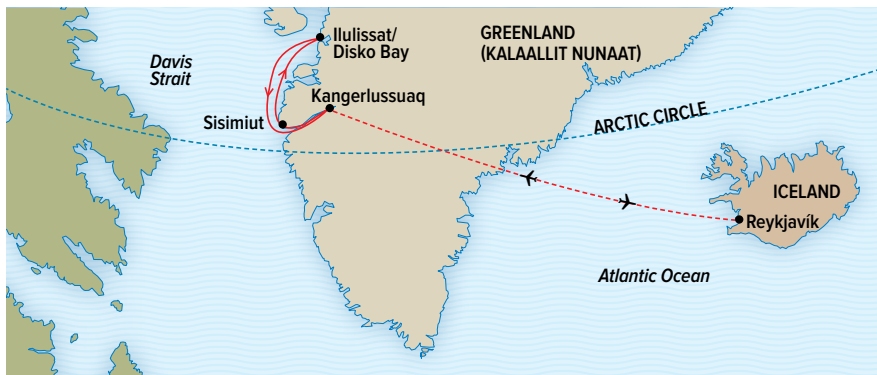 Davis
Strait
Ilulissat/
Disko Bay
GREENLAND
(KALAALLIT NUNAAT)
Kangerlussuaq
Sisimiut
ARCTIC CIRCLE
ICELAND
Reykjavík
Atlantic Ocean